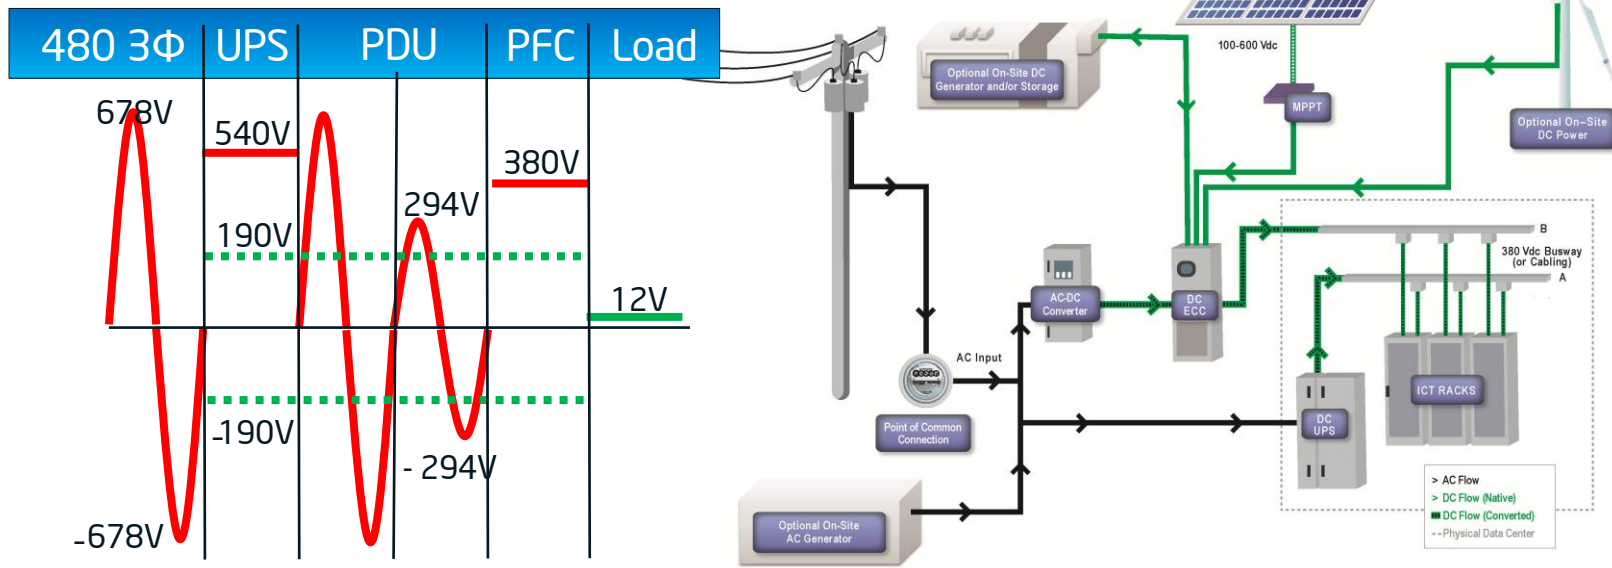 480 3Φ UPS PDU PFC Load
678V
540V
380V
294V
190V
12V
-190V
- 294V
-678V
100-600 Vdc
Optional On-Site DC
Generator and/or Storage
MPPT
Optional On-Site
DC Power
B
380 Vdc Busway
(or Cabling)
A
AC-DC
Converter
DC
ECC
AC Input
ICT RACKS
Point of Common
Connection
DC
UPS
Optional On-Site
AC Generator
> AC Flow
> DC Flow (Native)
DC Flow (Converted)
--Physical Data Center